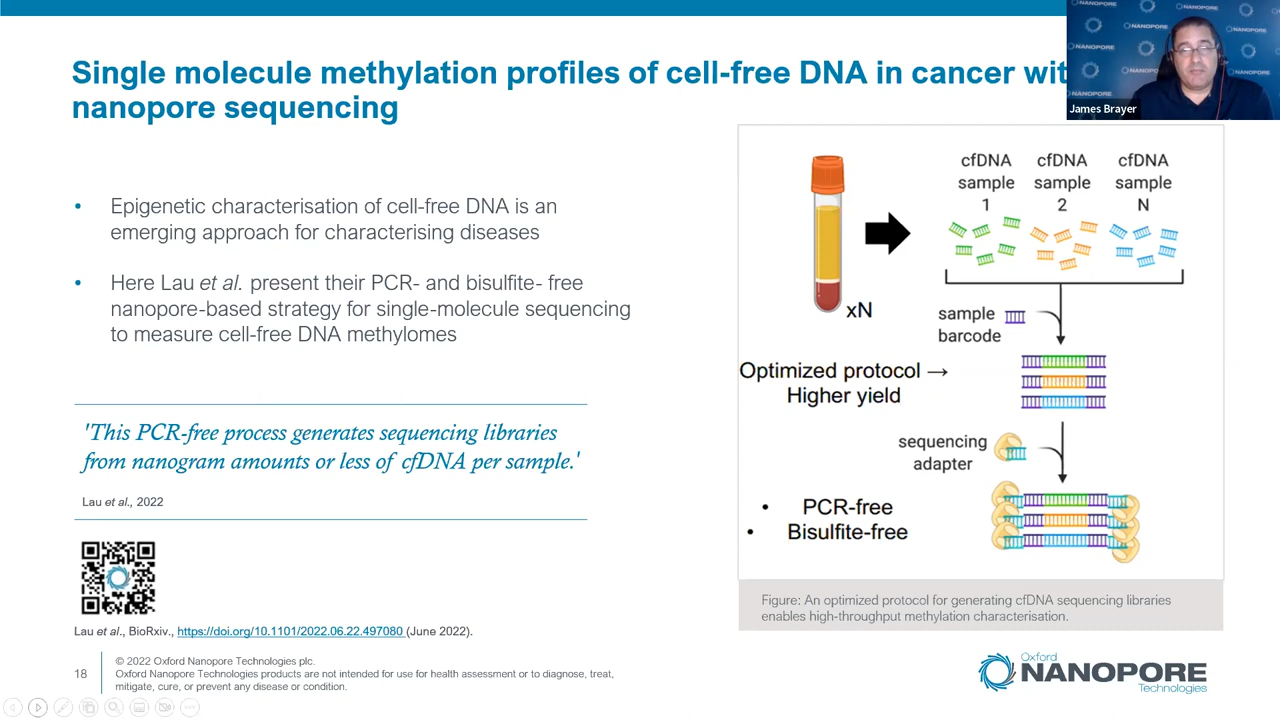 Single molecule methylation profiles of cell-free DNA in cancer wit
nanopore sequencing
NANOPORE
NANOPORE
NANOPORE
NANOPORE
NANOPORE
James Brayer
• Epigenetic characterisation of cell-free DNA is an
emerging approach for characterising diseases
• Here Lau et al. present their PCR- and bisulfite- free
nanopore-based strategy for single-molecule sequencing
to measure cell-free DNA methylomes
'This PCR-free process generates sequencing libraries
from nanogram amounts or less of cfDNA per sample.'
Lau et al., 2022
Lau et al., BioRxiv., https://doi.org/10.1101/2022.06.22.497080 (June 2022).
xN
cfDNA
sample
1
cfDNA
sample
2
cfDNA
sample
N
sample
barcode
Optimized protocol →
Higher yield
sequencing
adapter
• PCR-free
• Bisulfite-free
Figure: An optimized protocol for generating cfDNA sequencing libraries
enables high-throughput methylation characterisation.
18
© 2022 Oxford Nanopore Technologies plc.
Oxford Nanopore Technologies products are not intended for use for health assessment or to diagnose, treat,
mitigate, cure, or prevent any disease or condition.
Oxford
NANOPORE
Technologies